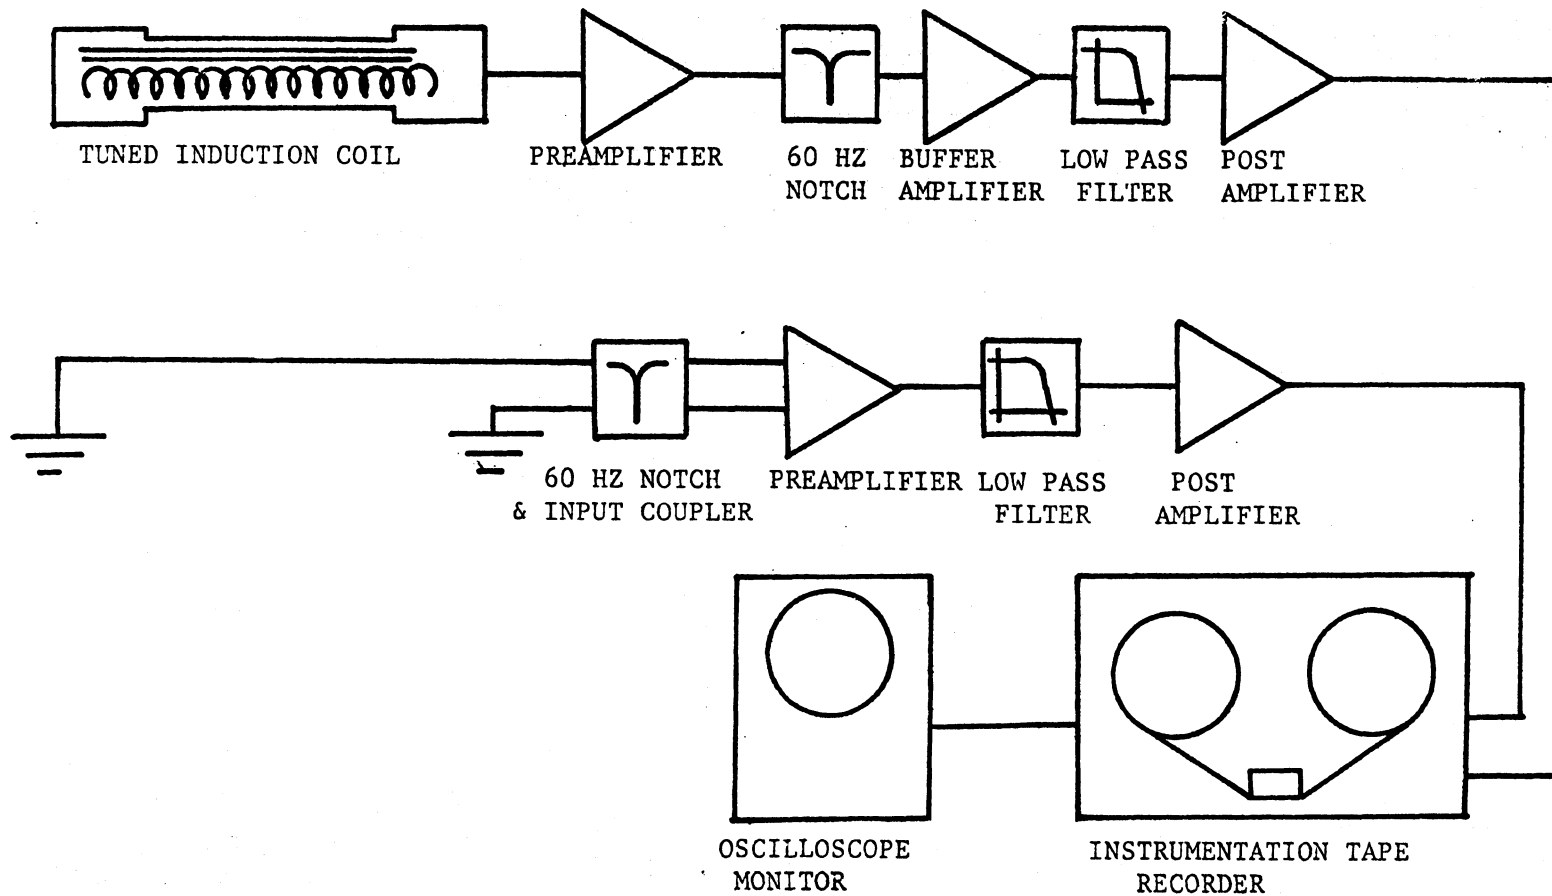 TUNED INDUCTION COIL
PREAMPLIFIER
60 HZ
NOTCH
BUFFER
AMPLIFIER
LOW PASS
FILTER
POST
AMPLIFIER
60 HZ NOTCH
& INPUT COUPLER
PREAMPLIFIER
LOW PASS
FILTER
POST
AMPLIFIER
OSCILLOSCOPE
MONITOR
INSTRUMENTATION TAPE
RECORDER